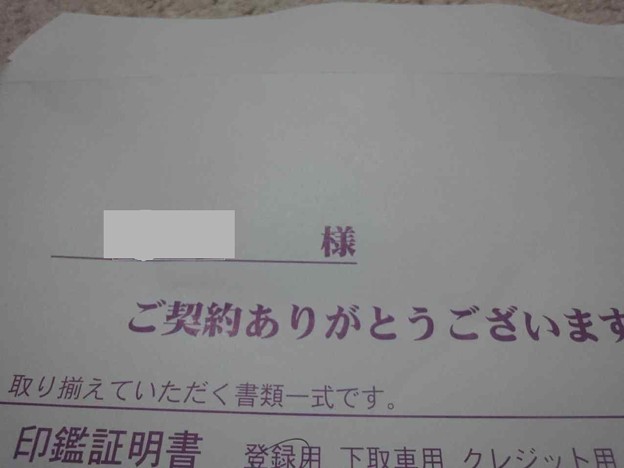 様
ご契約ありがとうございます
取り揃えていただく書類一式です。
印鑑証明書 登録用 下取車用 クレジット用